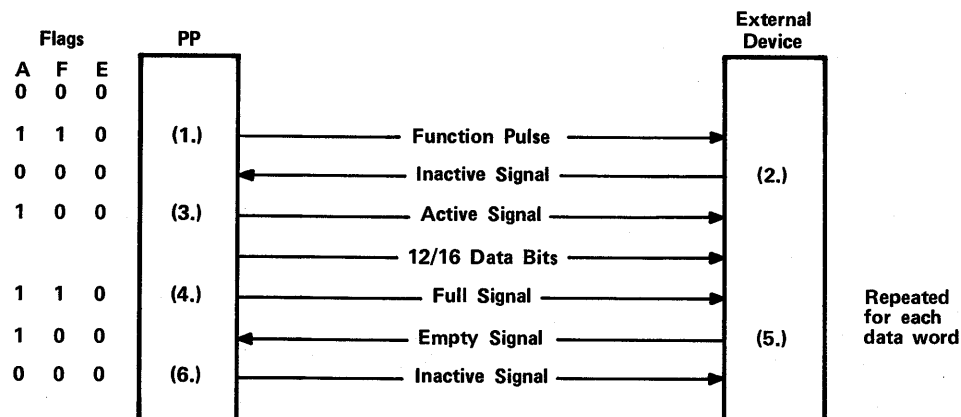 External
Flags PP Device
A F E
0 0 0
1 1 0 (1.) Function Pulse
0 0 0 Inactive Signal (2.)
1 0 0 (3.) Active Signal
12/16 Data Bits
1 1 0 (4.) Full Signal Repeated
for each
1 0 0 Empty Signal (5.) data word
0 0 0 (6.) Inactive Signal